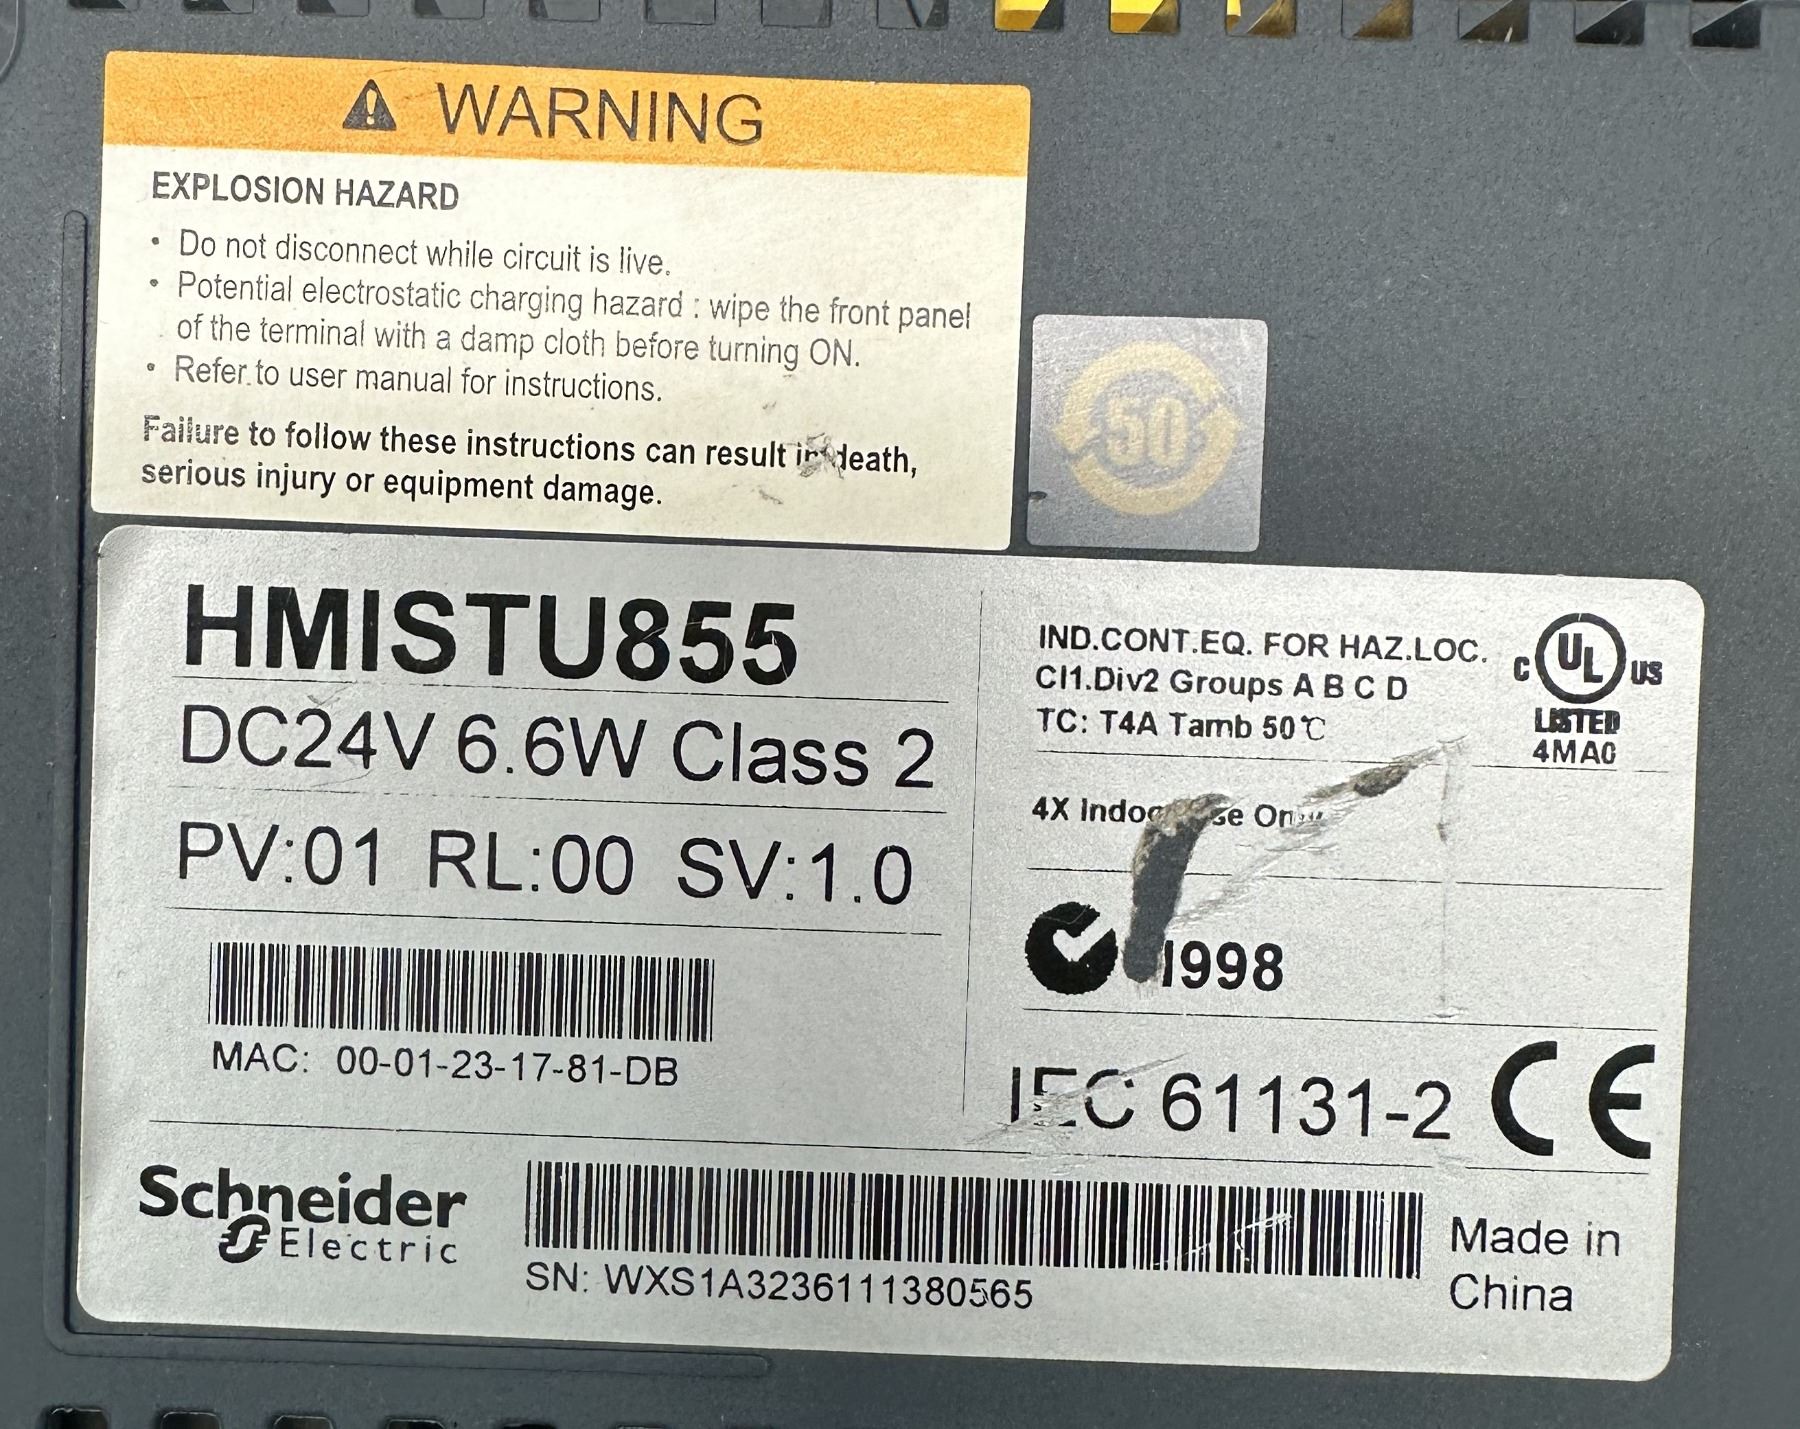 WARNING
EXPLOSION HAZARD
• Do not disconnect while circuit is live.
• Potential electrostatic charging hazard : wipe the front panel
of the terminal with a damp cloth before turning ON.
• Refer to user manual for instructions.
Failure to follow these instructions can result in death,
serious injury or equipment damage.
50
HMISTU855
DC24V 6.6W Class 2
PV:01 RL:00 SV:1.0
MAC: 00-01-23-17-81-DB
IND.CONT.EQ. FOR HAZ.LOC.
Cl1.Div2 Groups A B C D
TC: T4A Tamb 50℃
C UL US
LISTED
4MA0
4X Indoor Use Only
1998
IEC 61131-2 CE
Schneider
Electric
SN: WXS1A3236111380565
Made in
China